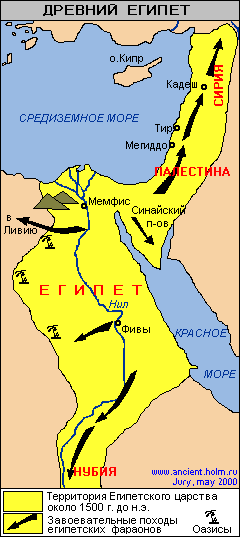 ДРЕВНИЙ ЕГИПЕТ
о.Кипр
СИРИЯ
Кадеш
СРЕДИЗЕМНОЕ МОРЕ
Тир
Мегиддо
ПАЛЕСТИНА
Мемфис
Синайский
п-ов
в
Ливию
ЕГИПЕТ
Нил
Фивы
КРАСНОЕ
МОРЕ
НУБИЯ
www.ancient.holm.ru
Jury, may 2000
Территория Египетского царства
около 1500 г. до н.э.
Завоевательные походы
египетских фараонов
Оазисы